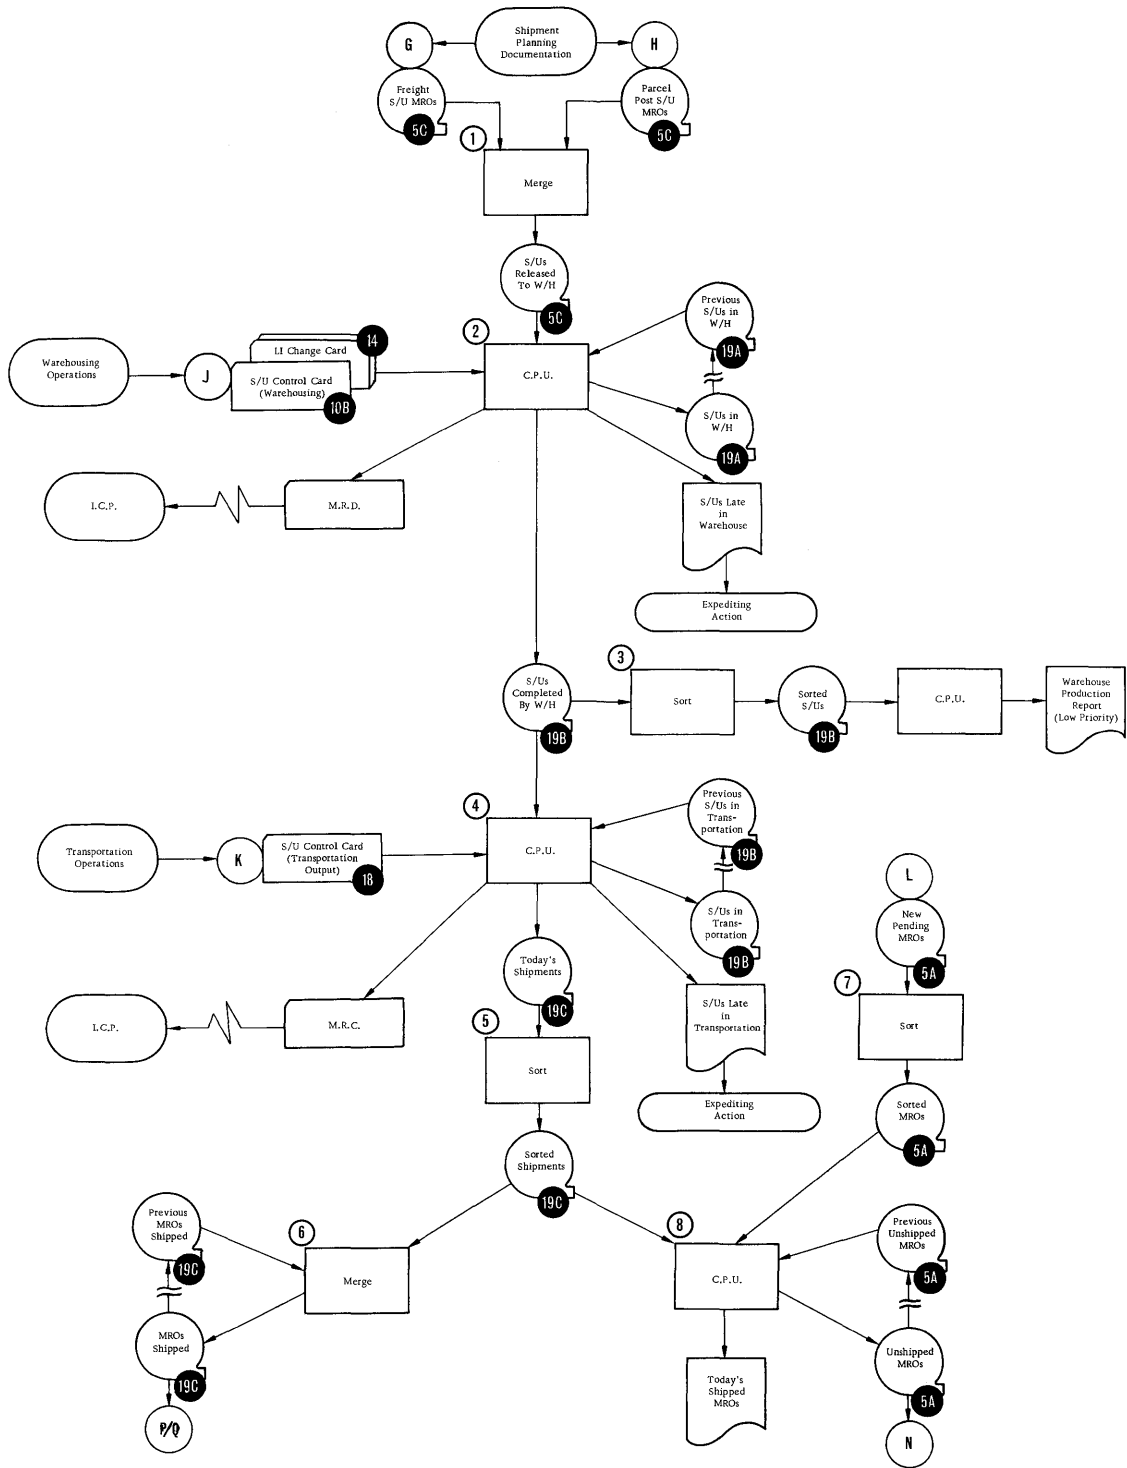 Shipment
Planning
Documentation
G
H
Freight
S/U MROs
5C
Parcel
Post S/U
MROs
5C
1
Merge
S/Us
Released
To W/H
5C
2
Previous
S/Us in
W/H
19A
Warehousing
Operations
J
LI Change Card
14
S/U Control Card
(Warehousing)
10B
C.P.U.
S/Us in
W/H
19A
I.C.P.
M.R.D.
S/Us Late
in
Warehouse
Expediting
Action
3
S/Us
Completed
By W/H
19B
Sort
Sorted
S/Us
19B
C.P.U.
Warehouse
Production
Report
(Low Priority)
4
Previous
S/Us in
Trans-
portation
19B
Transportation
Operations
K
S/U Control Card
(Transportation
Output)
18
C.P.U.
L
S/Us in
Trans-
portation
19B
New
Pending
MROs
5A
Today's
Shipments
19C
7
5
I.C.P.
M.R.C.
S/Us Late
in
Transportation
Sort
Sort
Expediting
Action
Sorted
MROs
5A
Sorted
Shipments
19C
Previous
MROs
Shipped
19C
6
Merge
8
C.P.U.
Previous
Unshipped
MROs
5A
MROs
Shipped
19C
Unshipped
MROs
5A
Today's
Shipped
MROs
P/Q
N